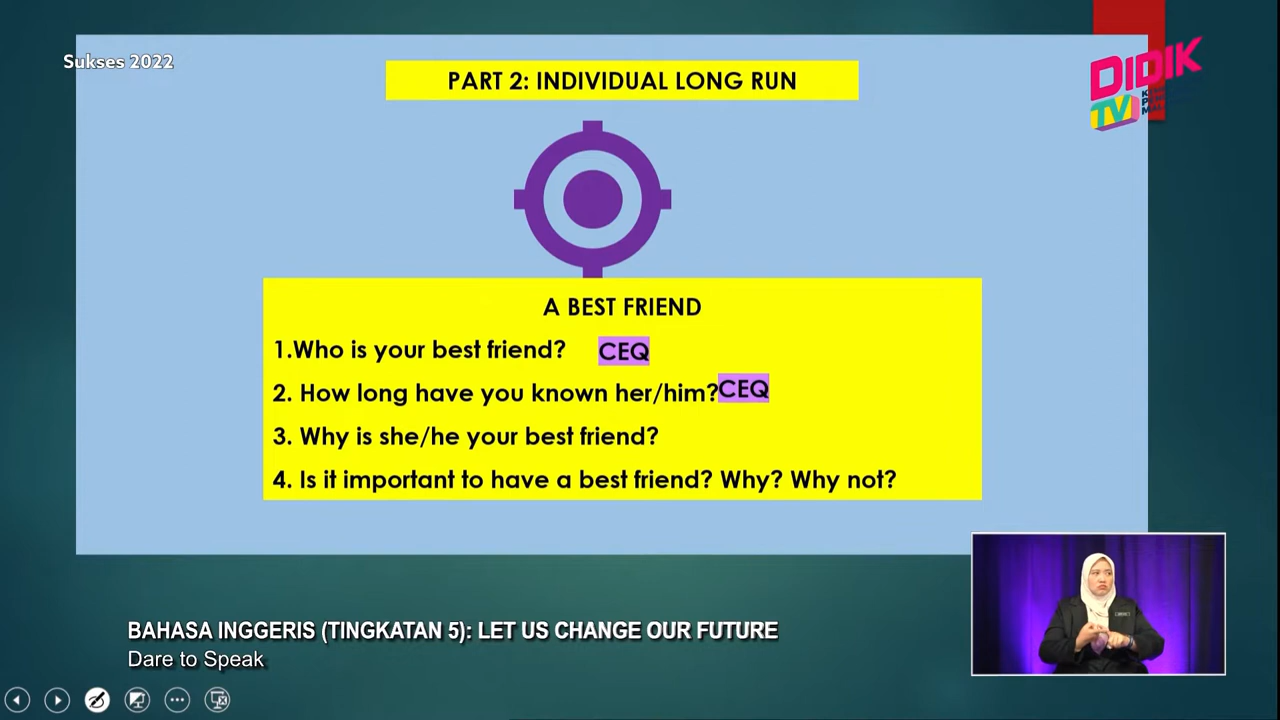 Sukses 2022
DIDIK
TV
PART 2: INDIVIDUAL LONG RUN
A BEST FRIEND
1.Who is your best friend? CEQ
2. How long have you known her/him? CEQ
3. Why is she/he your best friend?
4. Is it important to have a best friend? Why? Why not?
BAHASA INGGERIS (TINGKATAN 5): LET US CHANGE OUR FUTURE
Dare to Speak